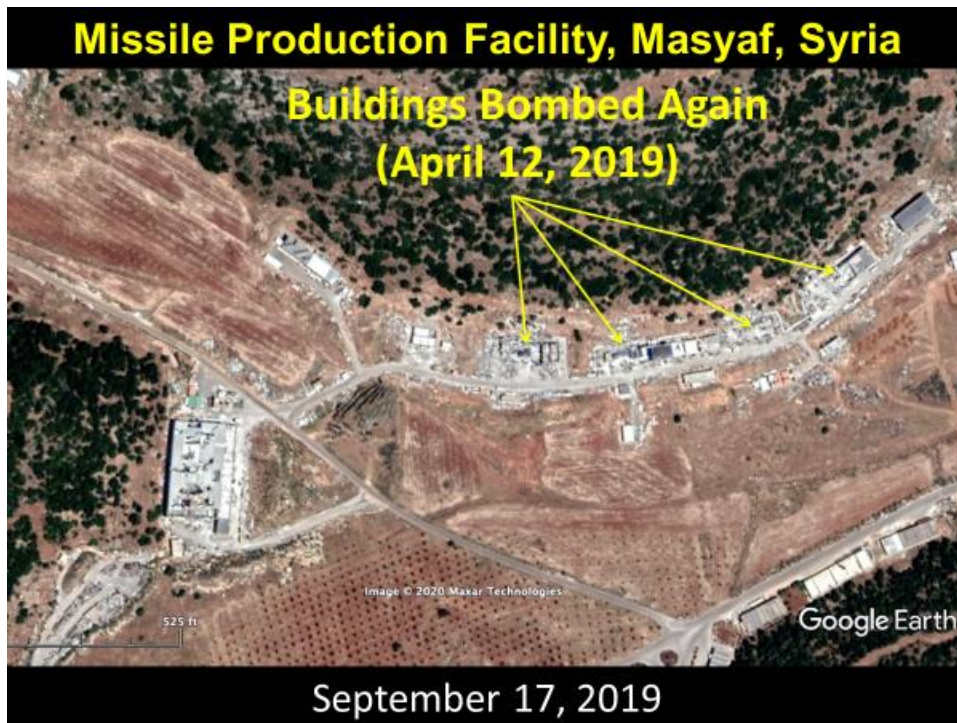 Missile Production Facility, Masyaf, Syria
Buildings Bombed Again
(April 12, 2019)
Image © 2020 Maxar Technologies
525 ft
Google Earth
September 17, 2019